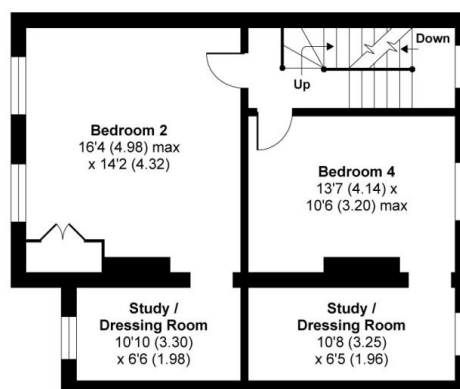 Down
Up
Bedroom 2
16'4 (4.98) max
x 14'2 (4.32)
Bedroom 4
13'7 (4.14) x
10'6 (3.20) max
Study /
Dressing Room
10'10 (3.30)
x 6'6 (1.98)
Study /
Dressing Room
10'8 (3.25)
x 6'5 (1.96)